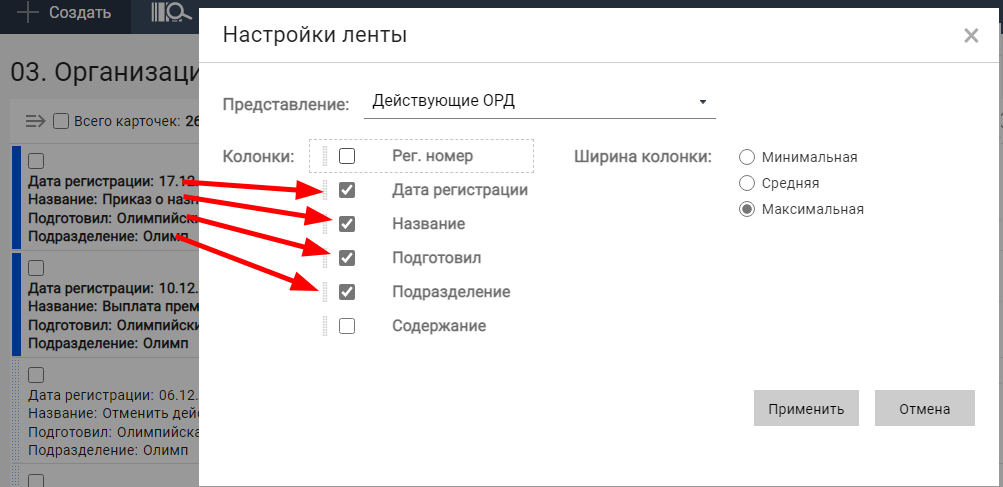 Создать
Настройки ленты
03. Организаци
Представление: Действующие ОРД
Всего карточек: 26
Колонки: Рег. номер
Дата регистрации
Название
Подготовил
Подразделение
Содержание
Ширина колонки: Минимальная
Средняя
Максимальная
Дата регистрации: 17.12.
Название: Приказ о назн
Подготовил: Олимпийски
Подразделение: Олимп
Дата регистрации: 10.12.
Название: Выплата прем
Подготовил: Олимпийски
Подразделение: Олимп
Дата регистрации: 06.12.
Название: Отменить дей
Подготовил: Олимпийска
Подразделение: Олимп
Применить Отмена